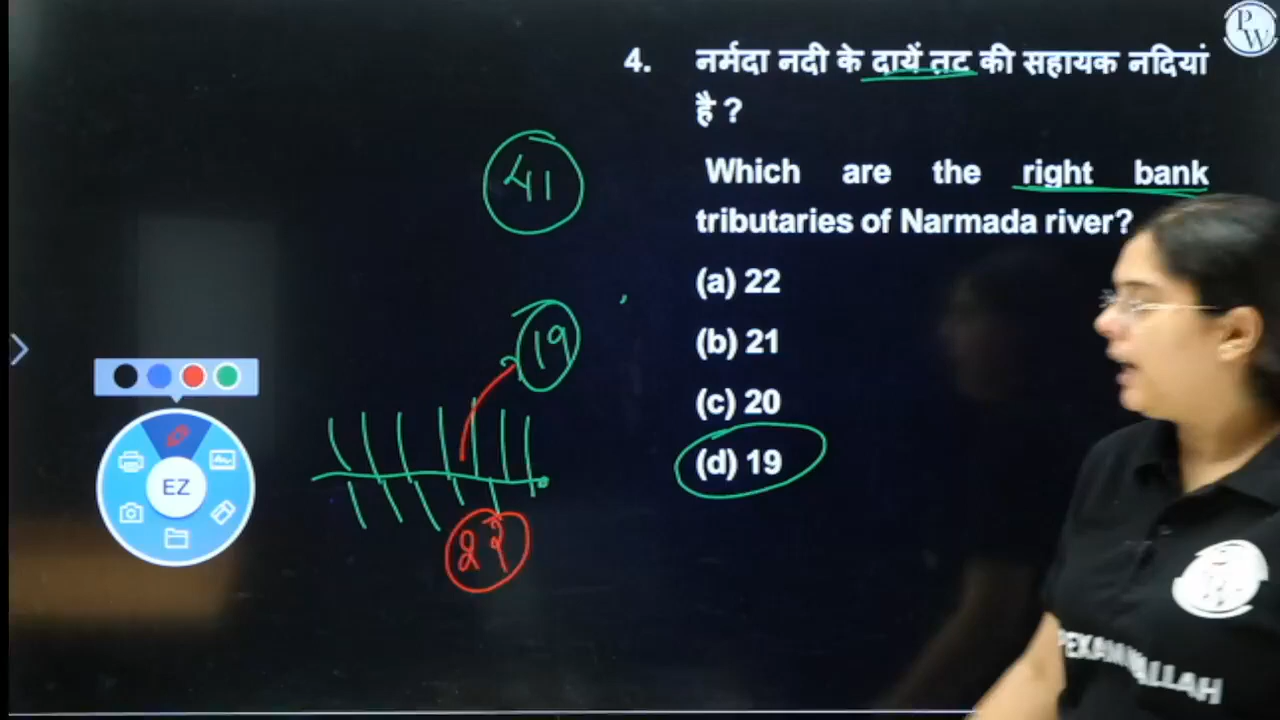 4. नर्मदा नदी के दायें तट की सहायक नदियां
है ?
Which are the right bank
tributaries of Narmada river?
(a) 22
(b) 21
(c) 20
(d) 19
41
19
22
EZ
PW